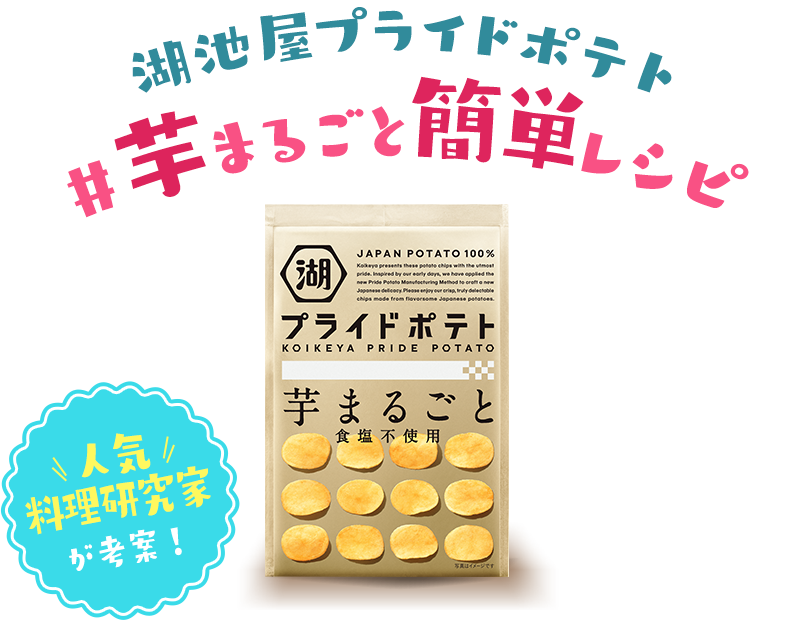 湖池屋プライドポテト
#芋まるごと簡単レシピ
湖
JAPAN POTATO 100%
Koikeya presents these potato chips with the utmost
pride. Inspired by our early days, we have applied the
new Pride Potato Manufacturing Method to craft a new
Japanese delicacy. Please enjoy our crisp, truly delectable
chips made from flavorsome Japanese potatoes.
プライドポテト
KOIKEYA PRIDE POTATO
芋まるごと
食塩不使用
写真はイメージです
人気
料理研究家
が考案！